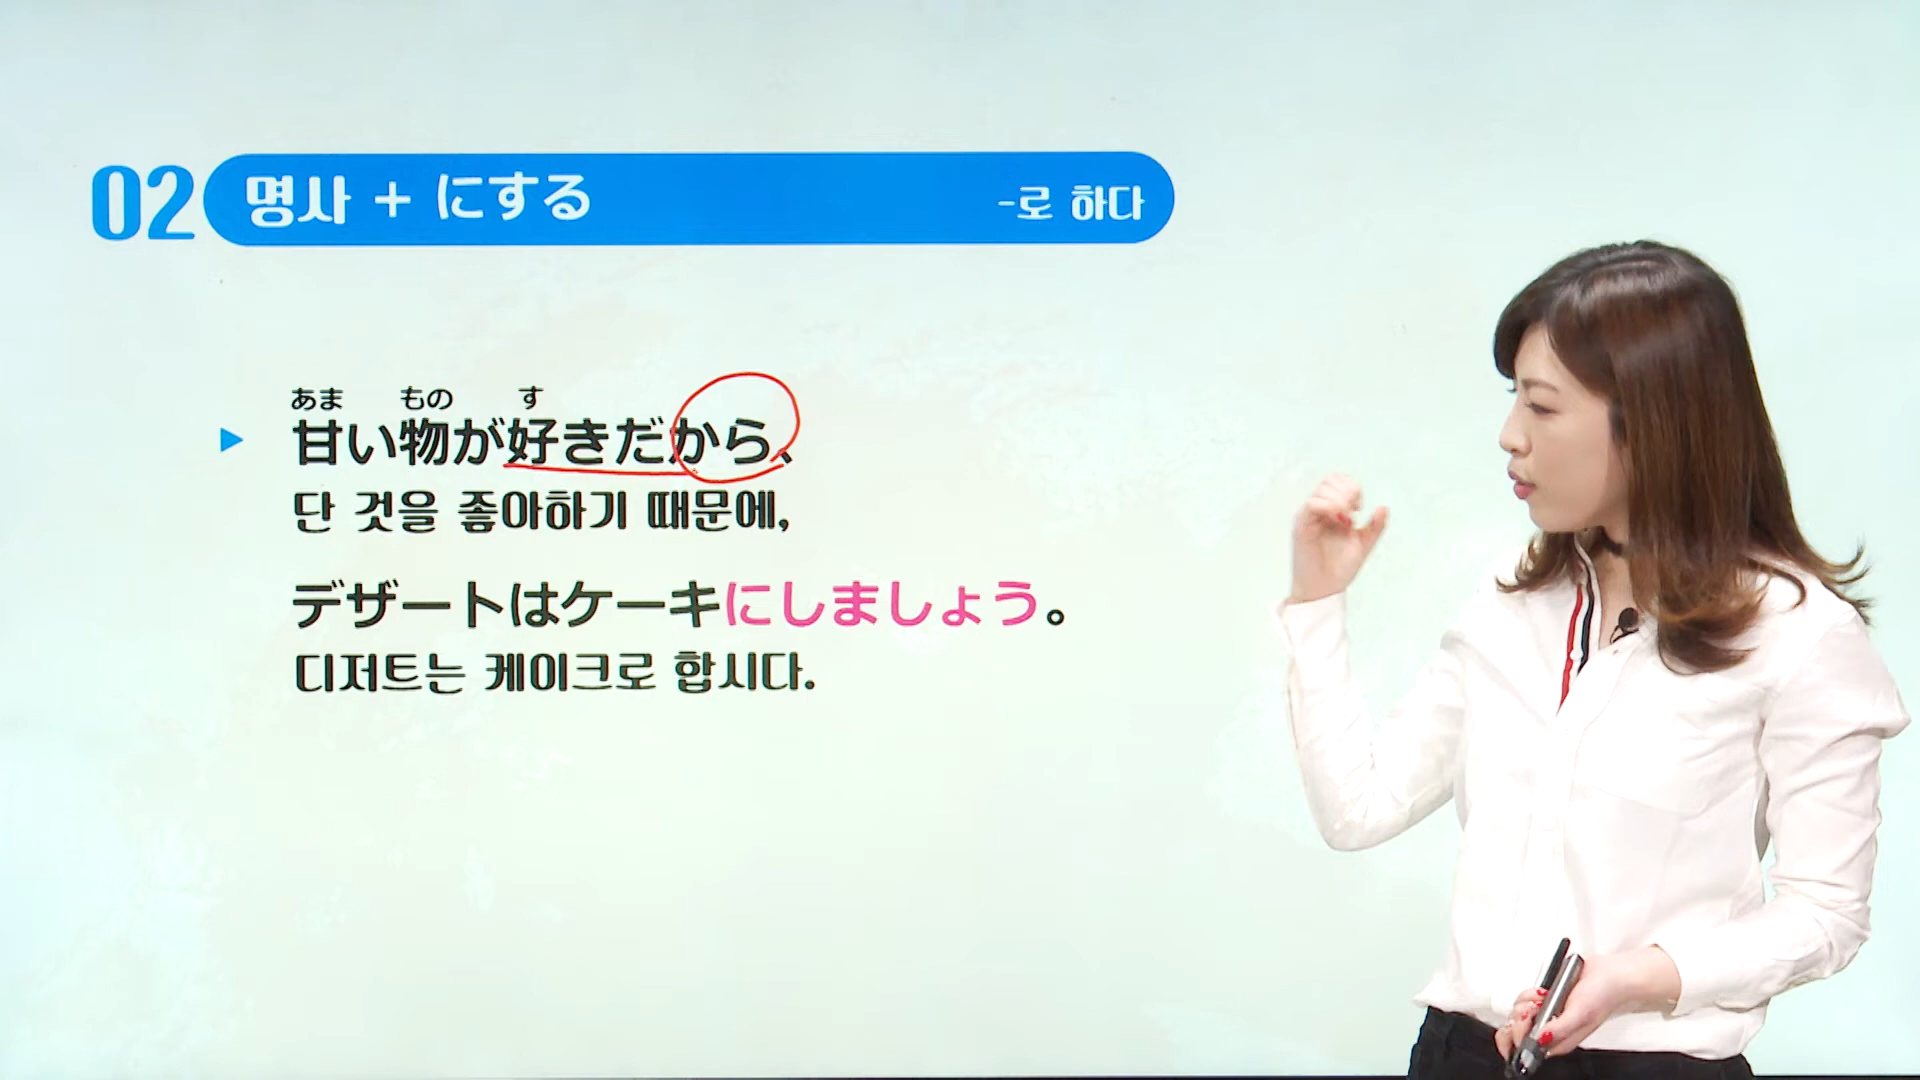 02 명사 + にする -로 하다
あま もの す
甘い物が好きだから、
단 것을 좋아하기 때문에,
デザートはケーキにしましょう。
디저트는 케이크로 합시다.